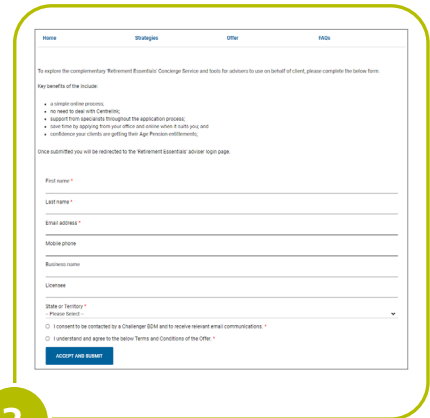 Home Strategies Offer FAQs
To explore the complementary 'Retirement Essentials' Concierge Service and tools for advisers to use on behalf of client, please complete the below form.
Key benefits of the include:
• a simple online process;
• no need to deal with Centrelink;
• support from specialists throughout the application process;
• save time by applying from your office and online when it suits you; and
• confidence your clients are getting their Age Pension entitlements;
Once submitted you will be redirected to the 'Retirement Essentials' adviser login page.
First name *
Last name *
Email address *
Mobile phone
Business name
Licensee
State or Territory *
- Please Select -
I consent to be contacted by a Challenger BDM and to receive relevant email communications. *
I understand and agree to the below Terms and Conditions of the Offer. *
ACCEPT AND SUBMIT